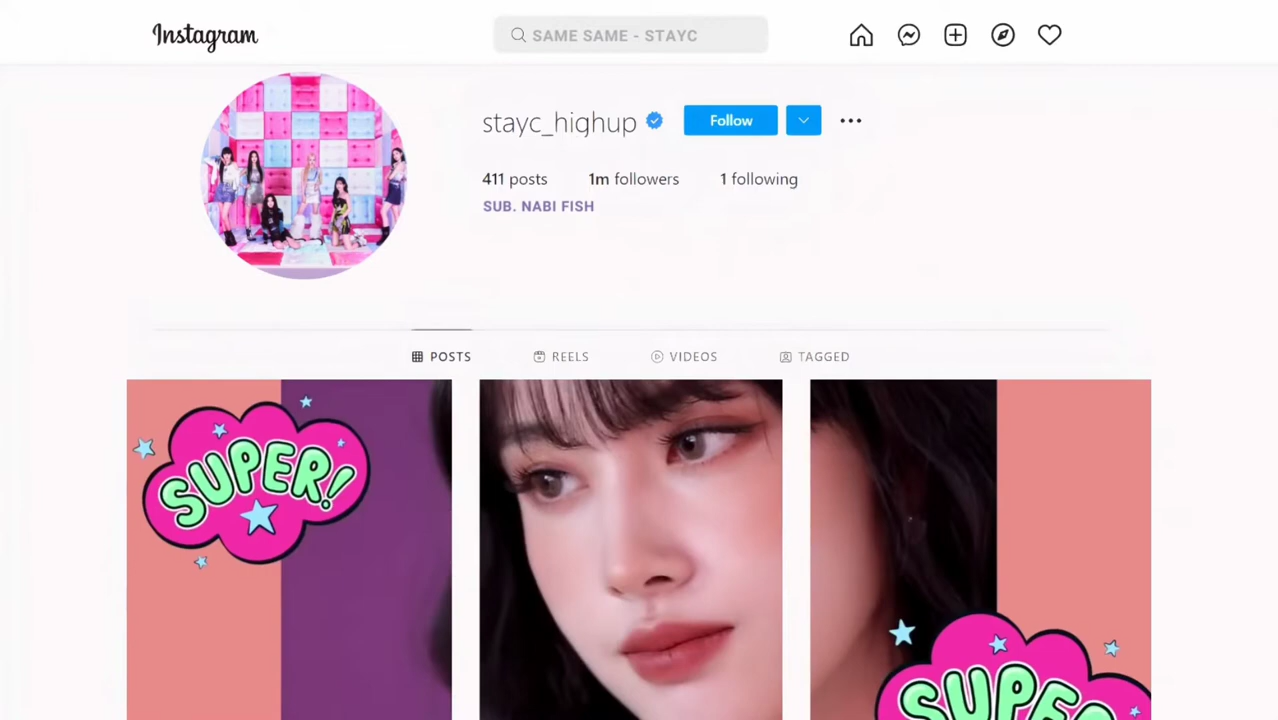 Instagram
SAME SAME - STAYC
stayc_highup
Follow
411 posts 1m followers 1 following
SUB. NABI FISH
POSTS REELS VIDEOS TAGGED
SUPER!
SUPER